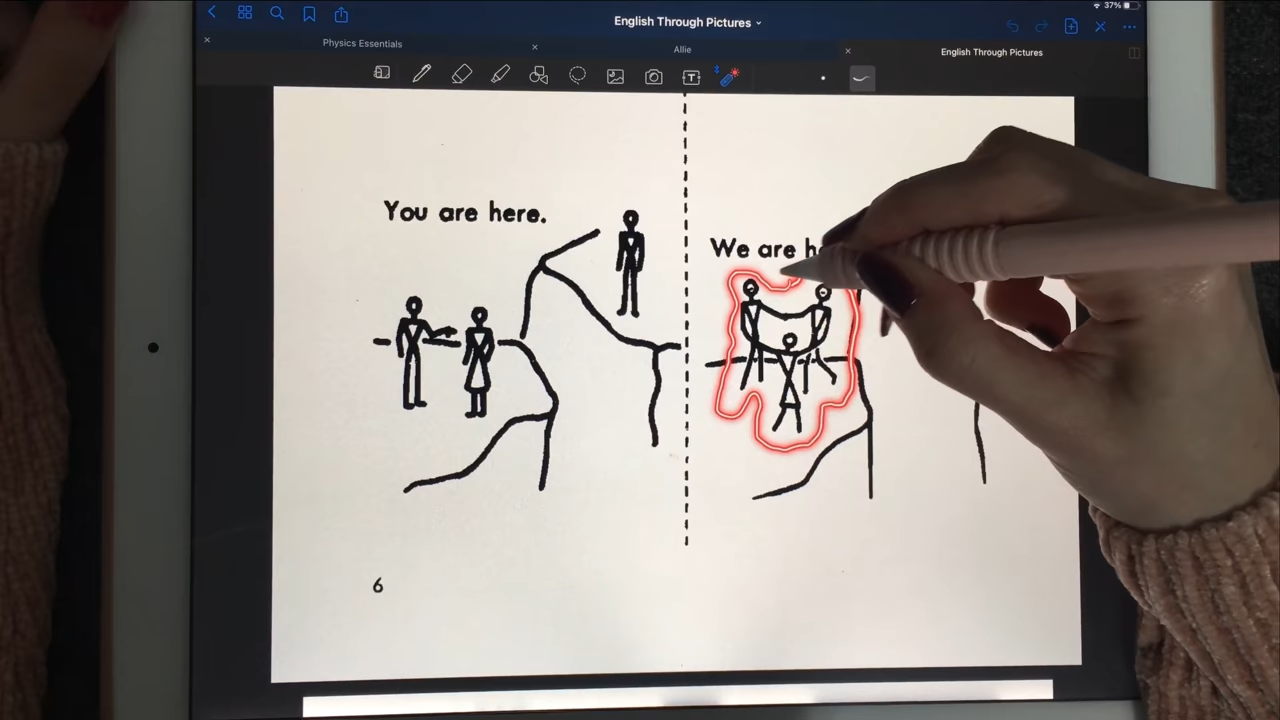 37%
English Through Pictures
Physics Essentials
Allie
English Through Pictures
T
You are here.
We are
6